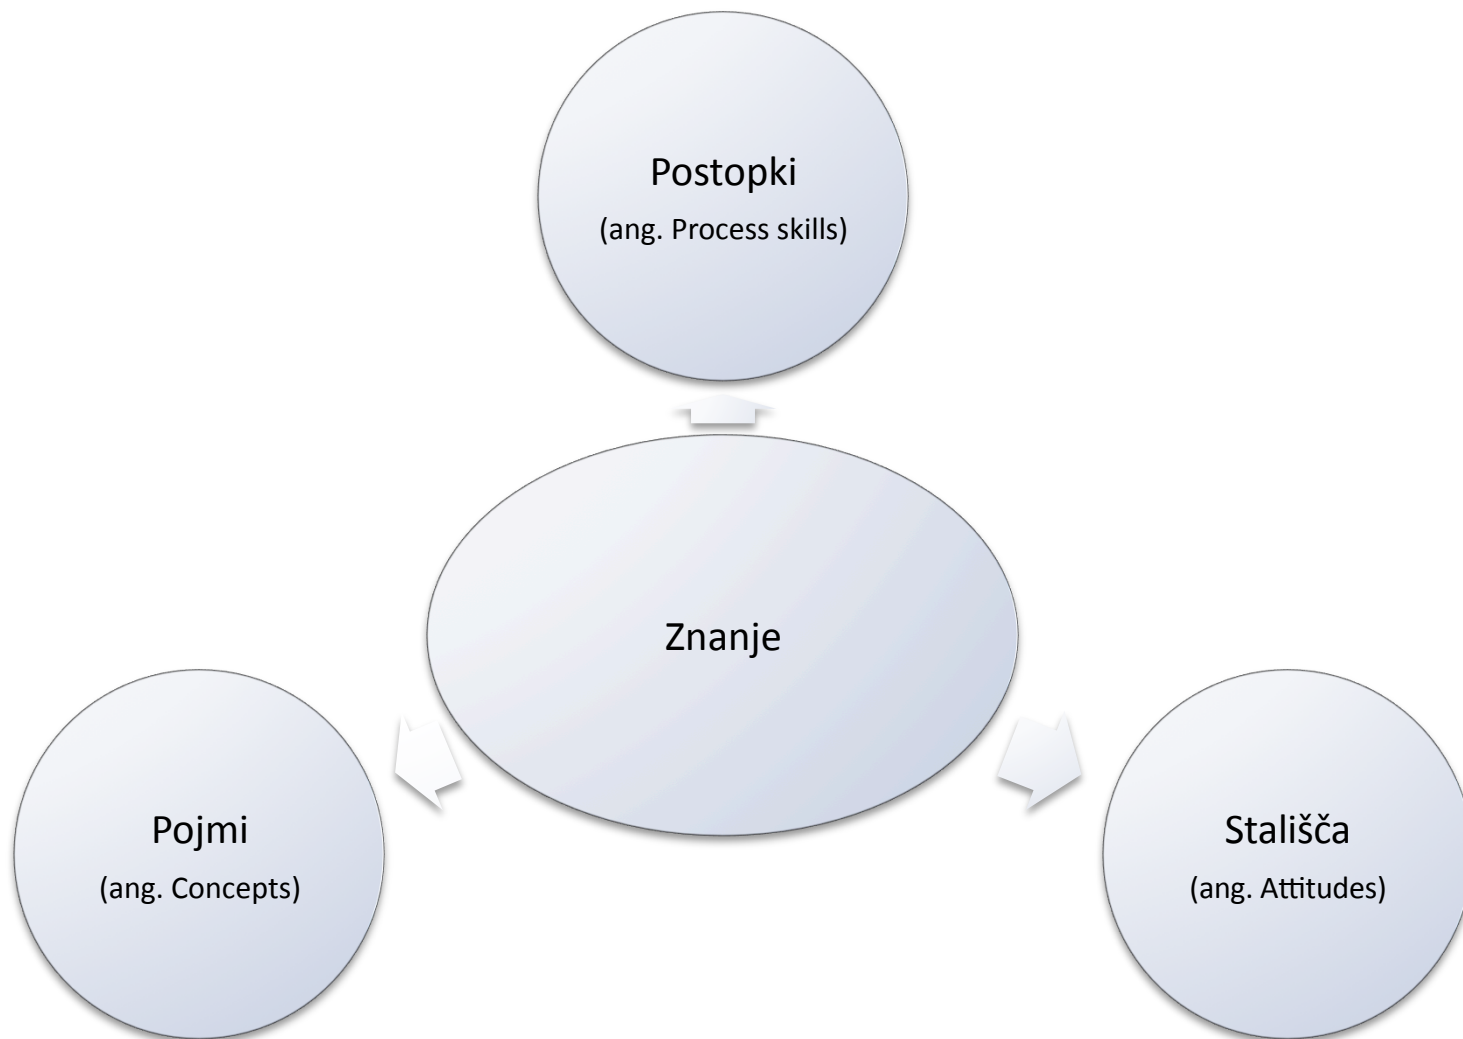 Postopki
(ang. Process skills)
Znanje
Pojmi
(ang. Concepts)
Stališča
(ang. Attitudes)